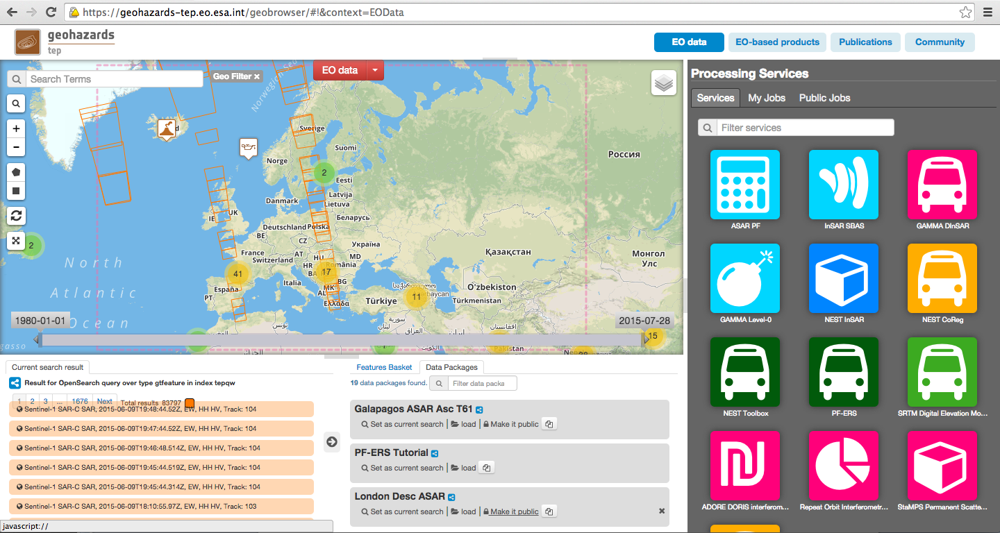 https://geohazards-tep.eo.esa.int/geobrowser/#!&context=EOData
geohazards
tep
EO data
EO-based products
Publications
Community
Search Terms
Geo Filter ×
EO data
Norwegian Sea
Sverige
Suomi
Norge
2
Eesti
Latvija
Lietuva
Danmark
Беларусь
UK
IE
Deutschland
Polska
BE
CZ
Україна
France
AT
HU
MD
Switzerland
HR
România
BA
17
BG
41
Italia
MK
AL
España
PT
Ελλάδα
Türkiye
11
საქართველო
Россия
Қазақстан
Монгол
Улс
O'zbekiston
Türkmenistan
North
Atlantic
Ocean
2
1980-01-01
2015-07-28
15
تونس
سورية
العراق
افغانستان
Pakistan
Current search result
Result for OpenSearch query over type gtfeature in index tepqw
1 2 3 ... 1676 Next Total results 83797
Sentinel-1 SAR-C SAR, 2015-06-09T19:48:44.52Z, EW, HH HV, Track: 104
Sentinel-1 SAR-C SAR, 2015-06-09T19:47:44.52Z, EW, HH HV, Track: 104
Sentinel-1 SAR-C SAR, 2015-06-09T19:46:48.514Z, EW, HH HV, Track: 104
Sentinel-1 SAR-C SAR, 2015-06-09T19:45:44.519Z, EW, HH HV, Track: 104
Sentinel-1 SAR-C SAR, 2015-06-09T19:45:44.314Z, EW, HH HV, Track: 104
Sentinel-1 SAR-C SAR, 2015-06-09T18:10:55.97Z, EW, HH HV, Track: 103
javascript://
Features Basket
Data Packages
19 data packages found.
Filter data packa
Galapagos ASAR Asc T61
Set as current search | load | Make it public
PF-ERS Tutorial
Set as current search | load
London Desc ASAR
Set as current search | load | Make it public
Processing Services
Services
My Jobs
Public Jobs
Filter services
ASAR PF
InSAR SBAS
GAMMA DInSAR
GAMMA Level-0
NEST InSAR
NEST CoReg
NEST Toolbox
PF-ERS
SRTM Digital Elevation Mo...
ADORE DORIS interferom...
Repeat Orbit Interferometr...
StaMPS Permanent Scatte...